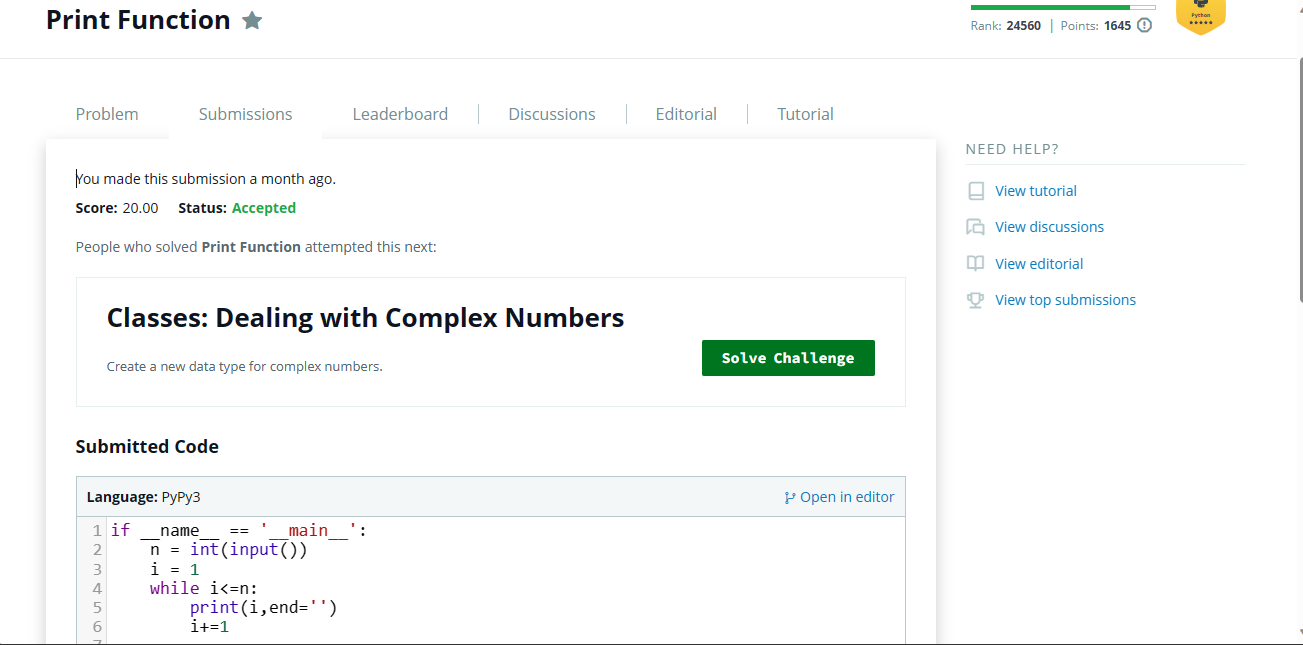 Print Function
Rank: 24560 | Points: 1645
Python
Problem Submissions Leaderboard Discussions Editorial Tutorial
NEED HELP?
You made this submission a month ago.
View tutorial
Score: 20.00 Status: Accepted
View discussions
People who solved Print Function attempted this next:
View editorial
View top submissions
Classes: Dealing with Complex Numbers
Solve Challenge
Create a new data type for complex numbers.
Submitted Code
Language: PyPy3 Open in editor
1 if __name__ == '__main__':
2     n = int(input())
3     i = 1
4     while i<=n:
5         print(i,end='')
6         i+=1
7